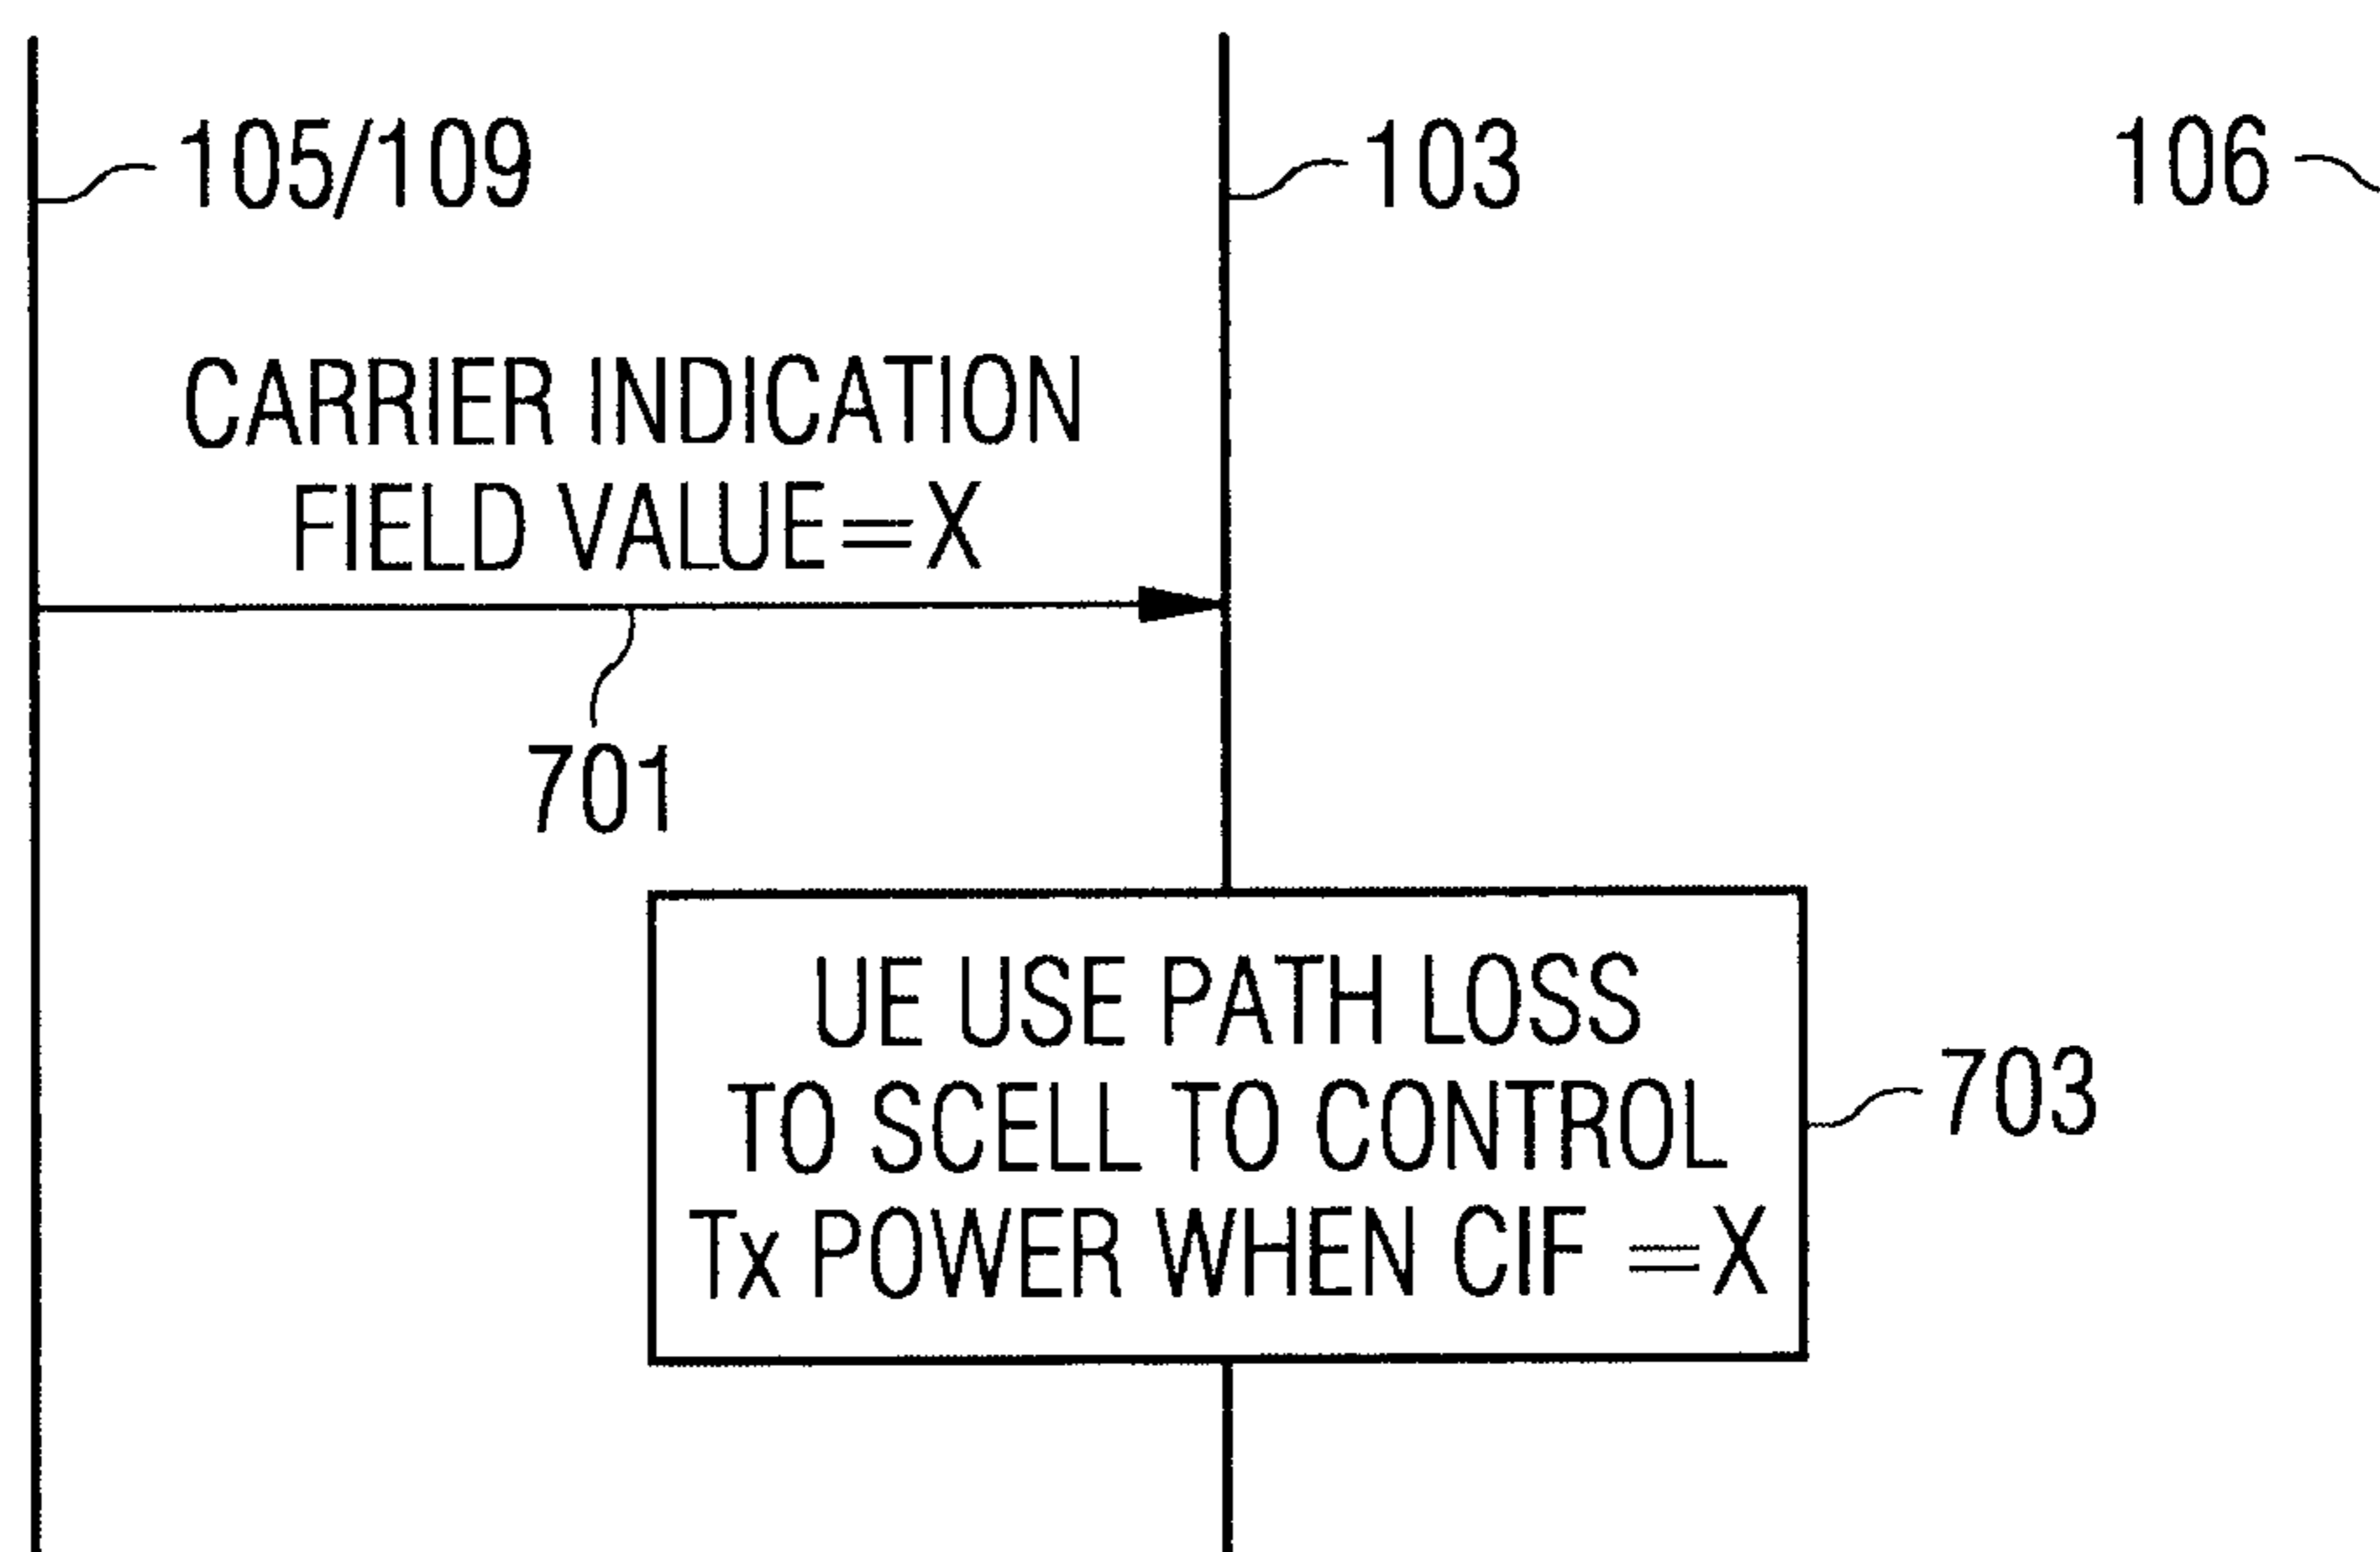 105/109
103
106
CARRIER INDICATION
FIELD VALUE=X
701
UE USE PATH LOSS
TO SCELL TO CONTROL
Tx POWER WHEN CIF =X
703